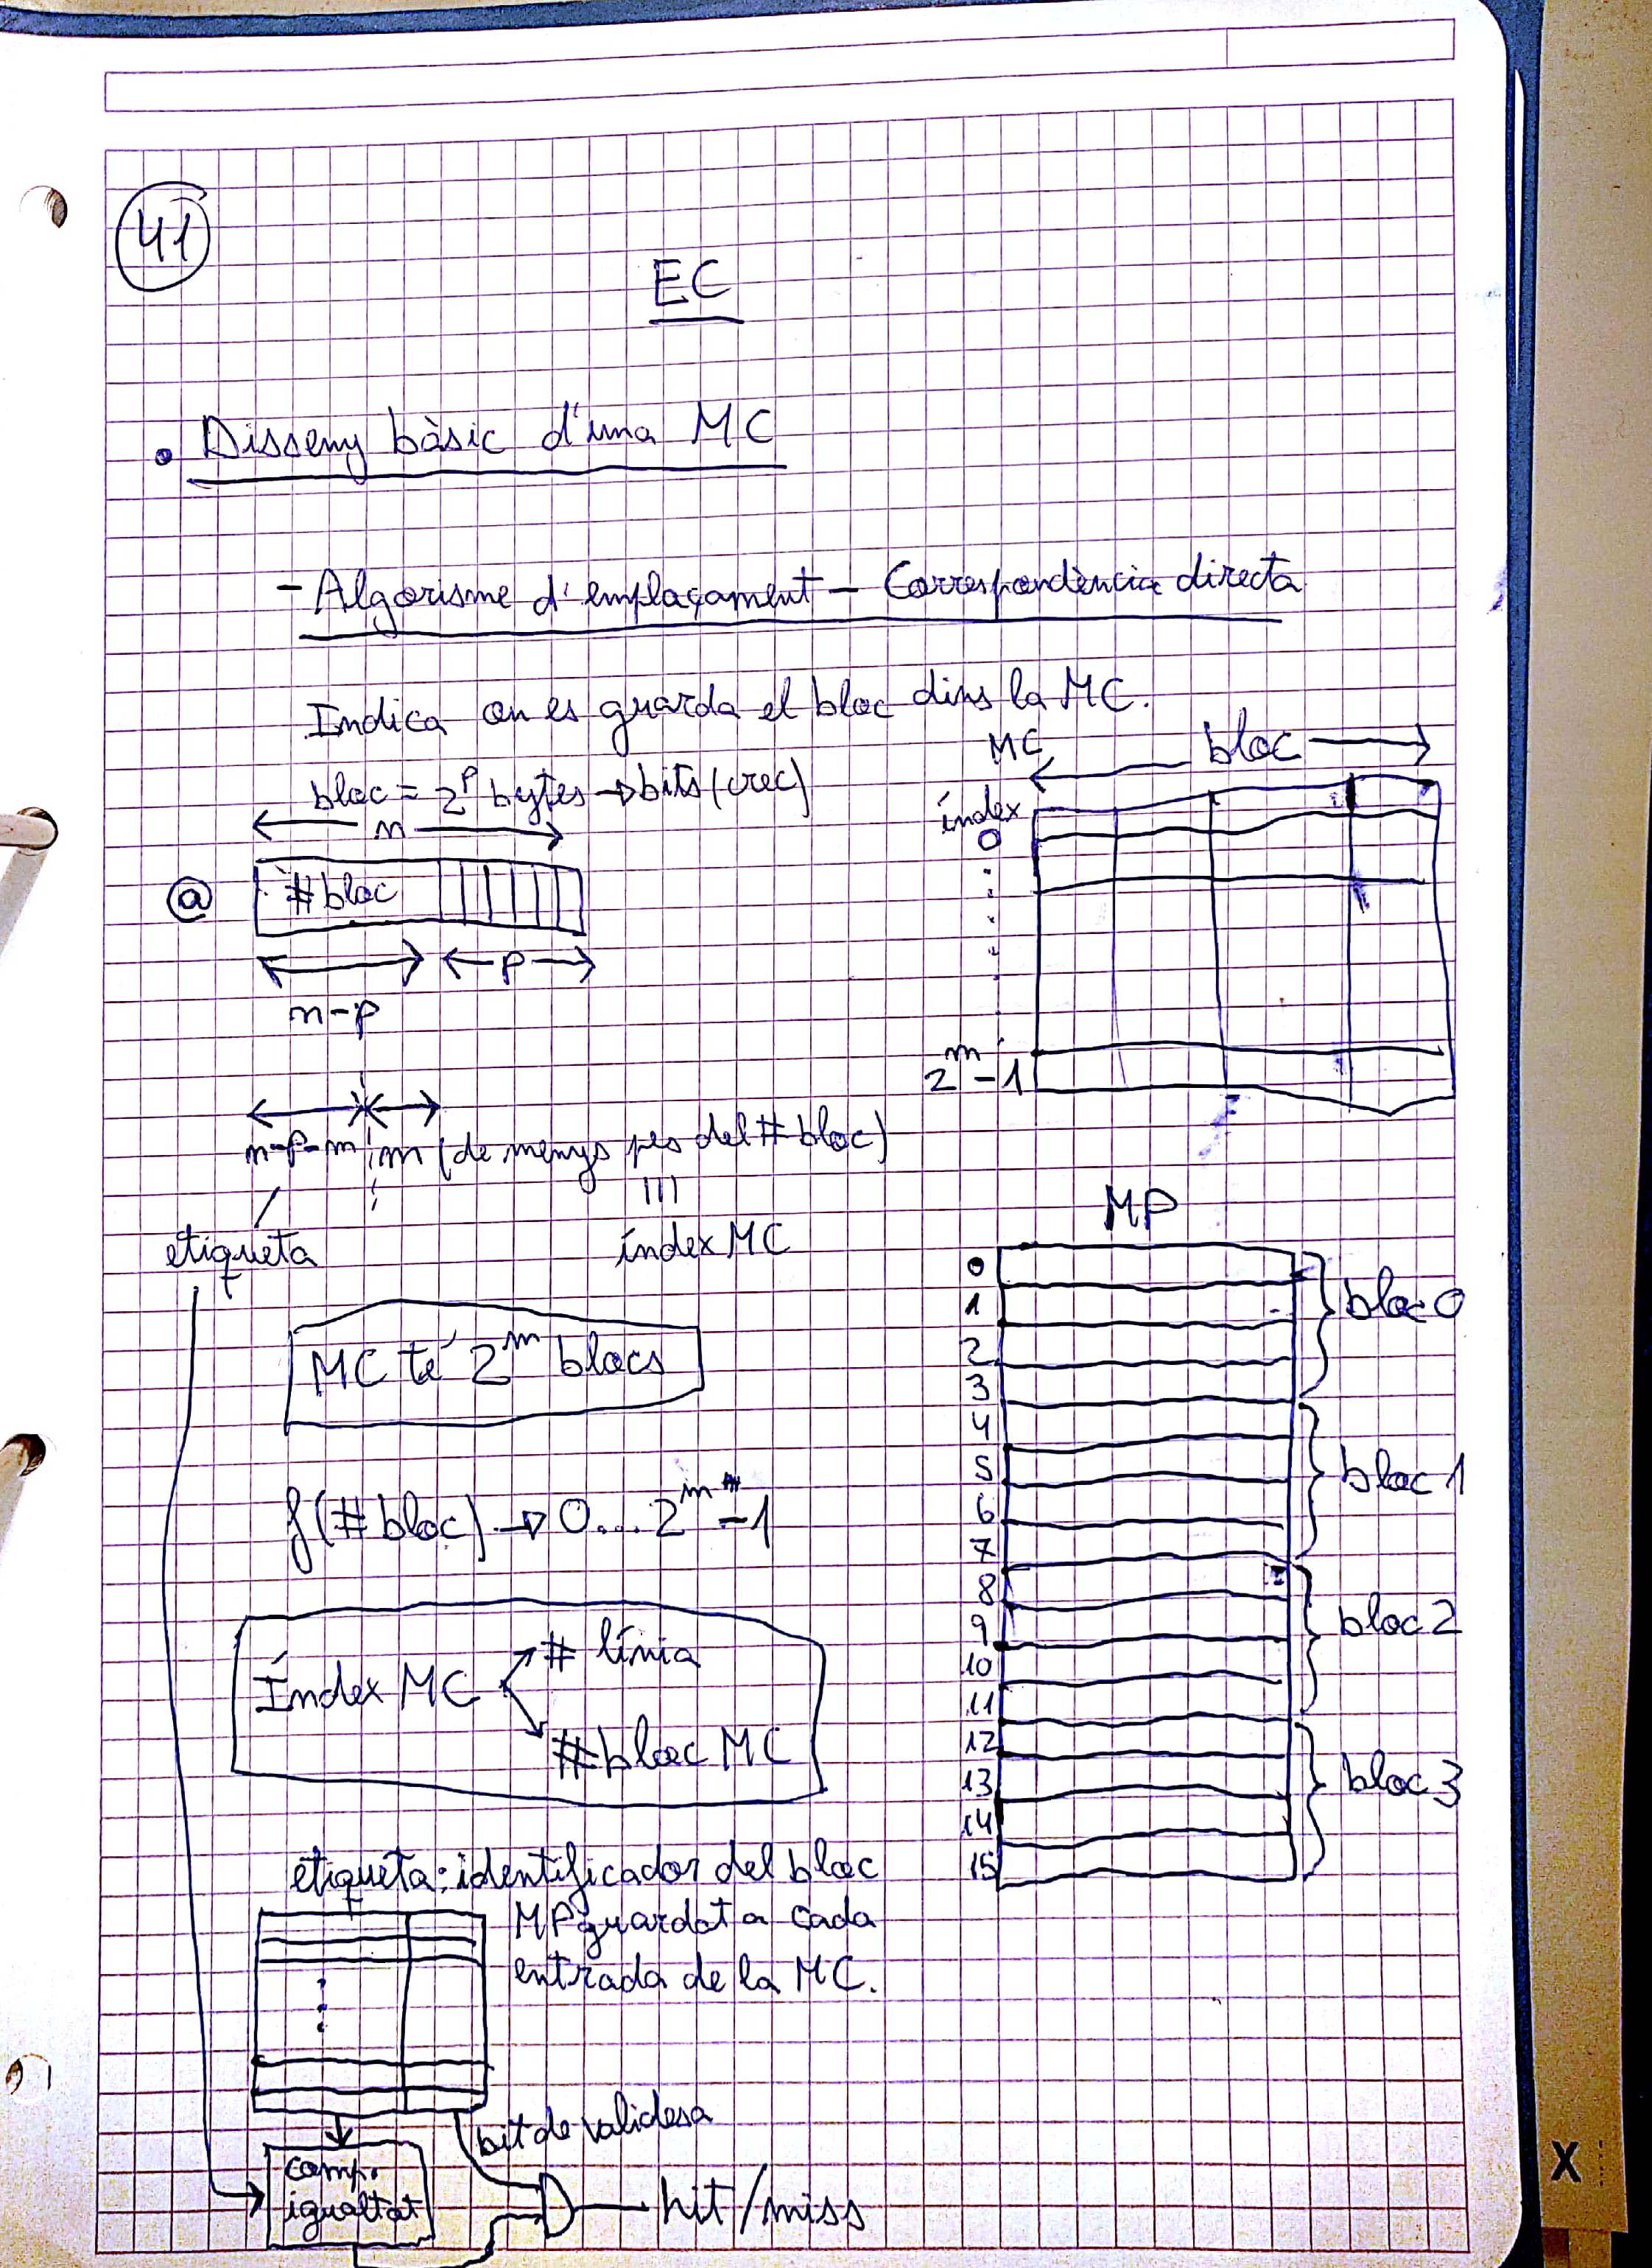 41
EC
• Disseny bàsic d'una MC
- Algorisme d'emplaçament - Correspondència directa
Indica on es guarda el bloc dins la MC.
bloc = 2^p bytes → bits (crec)
n
@ #bloc
n-p
p
n-p-m m (de menys pes del #bloc)
etiqueta
índex MC
MC té 2^m blocs
f(#bloc) → 0...2^m-1
Índex MC
# línia
#bloc MC
etiqueta: identificador del bloc
MP guardat a cada
entrada de la MC.
bit de validesa
comp.
igualtat
hit/miss
MC
bloc
índex
0
2^m-1
MP
0
1
2
3
bloc 0
4
5
6
7
bloc 1
8
9
10
11
bloc 2
12
13
14
15
bloc 3
X